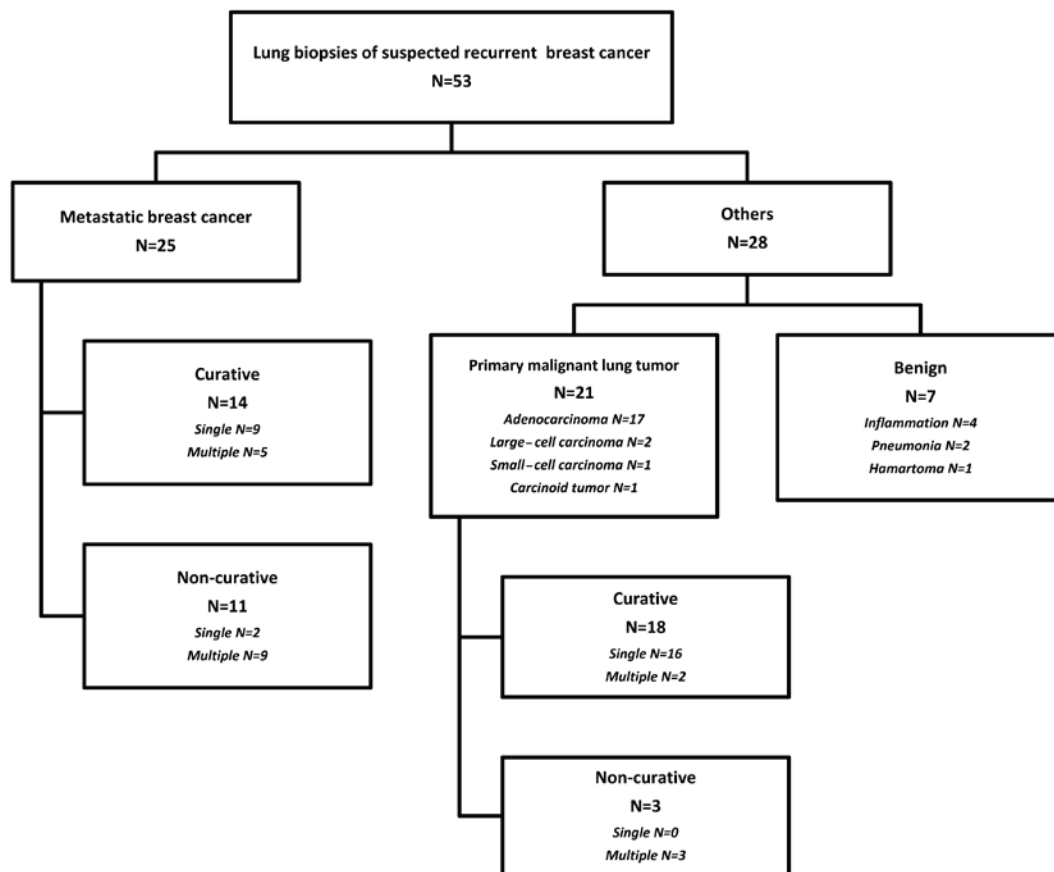 Lung biopsies of suspected recurrent breast cancer
N=53
Metastatic breast cancer
N=25
Others
N=28
Curative
N=14
Single N=9
Multiple N=5
Non-curative
N=11
Single N=2
Multiple N=9
Primary malignant lung tumor
N=21
Adenocarcinoma N=17
Large-cell carcinoma N=2
Small-cell carcinoma N=1
Carcinoid tumor N=1
Benign
N=7
Inflammation N=4
Pneumonia N=2
Hamartoma N=1
Curative
N=18
Single N=16
Multiple N=2
Non-curative
N=3
Single N=0
Multiple N=3